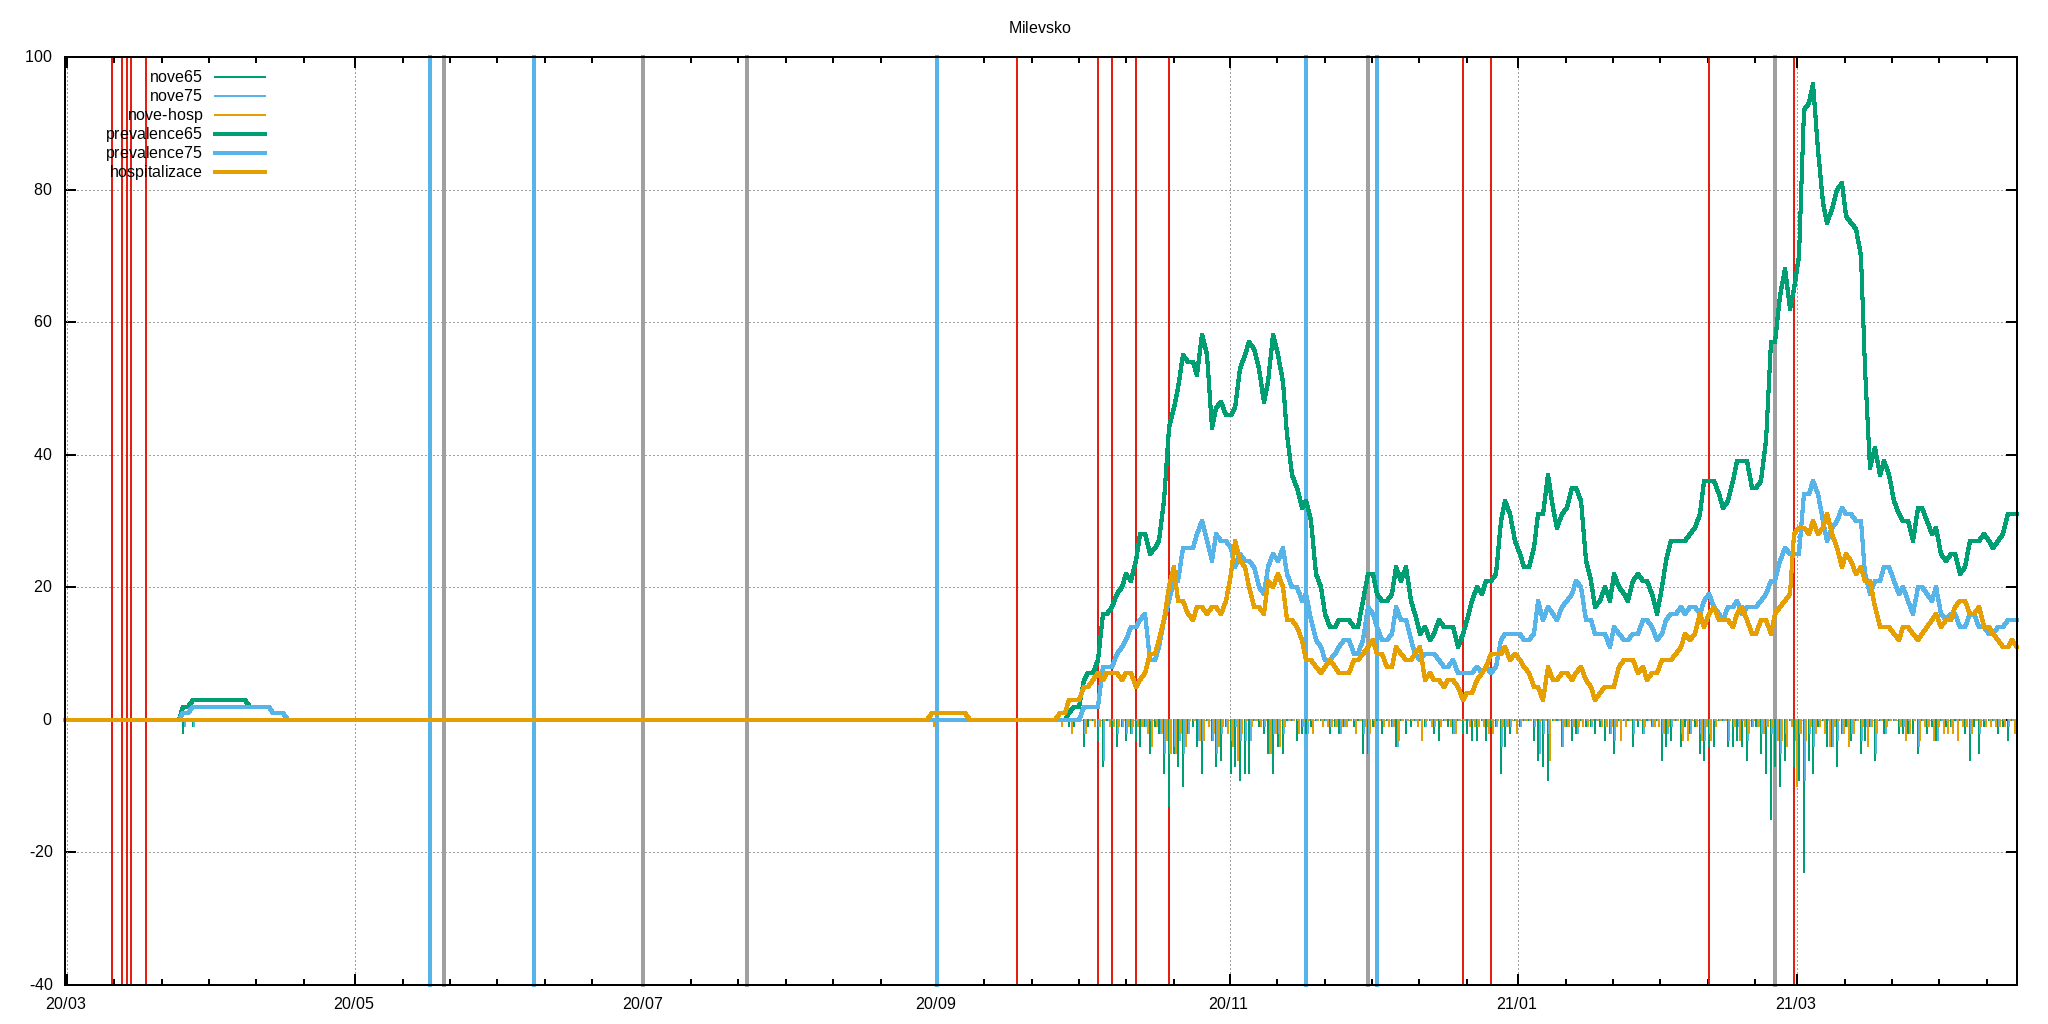 Milevsko
100
nove65
nove75
nove-hosp
prevalence65
prevalence75
hospitalizace
80
60
40
20
0
-20
-40
20/03 20/05 20/07 20/09 20/11 21/01 21/03